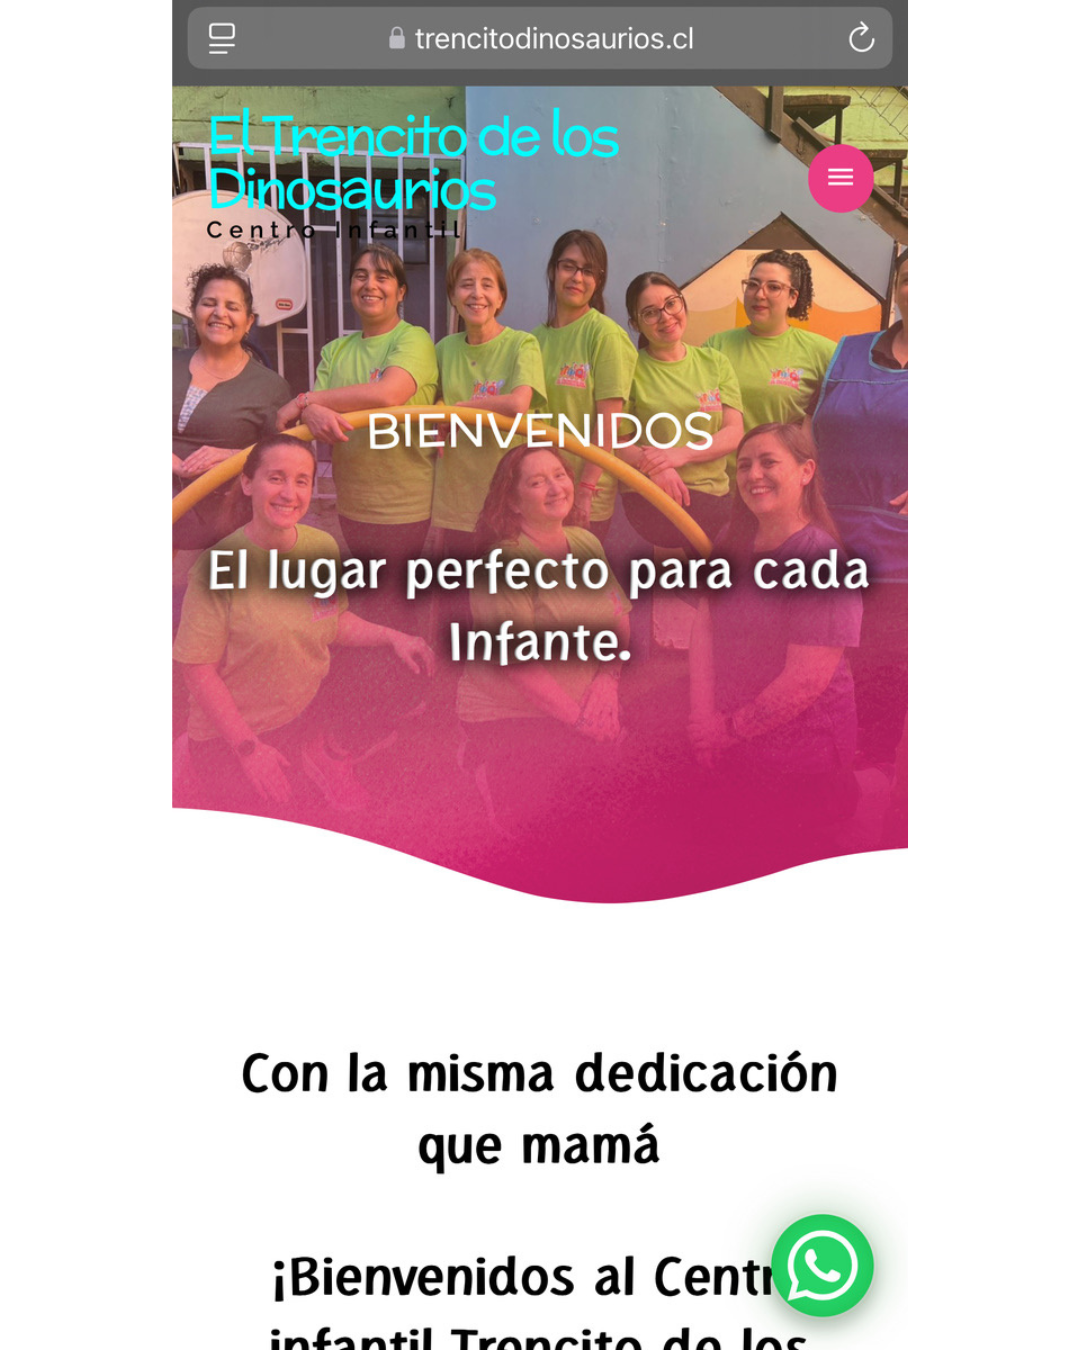 trencitodinosaurios.cl
El Trencito de los
Dinosaurios
Centro Infantil
BIENVENIDOS
El lugar perfecto para cada
Infante.
Con la misma dedicación
que mamá
¡Bienvenidos al Centr
infantil Trencito de los